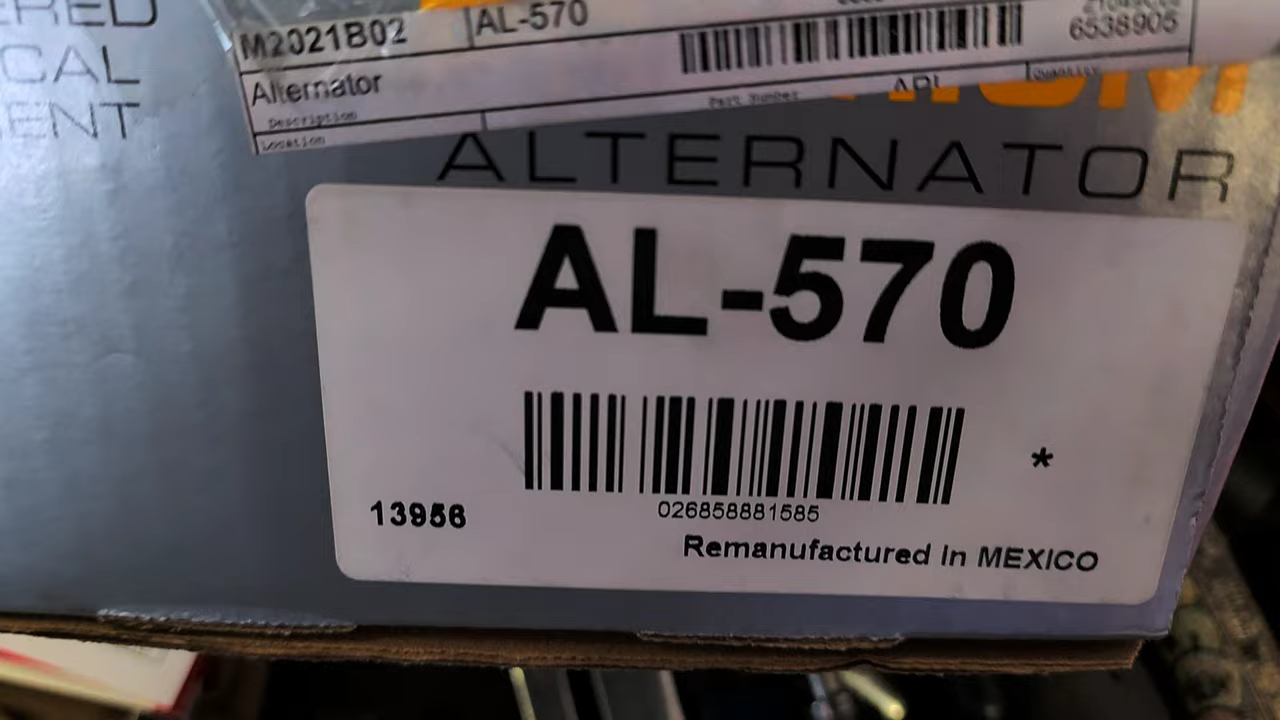 CAL
ENT
M2021B02
AL-570
6538905
Alternator
Description
Part Number
Quantity
Location
ALTERNATOR
AL-570
*
13956
026858881585
Remanufactured in MEXICO